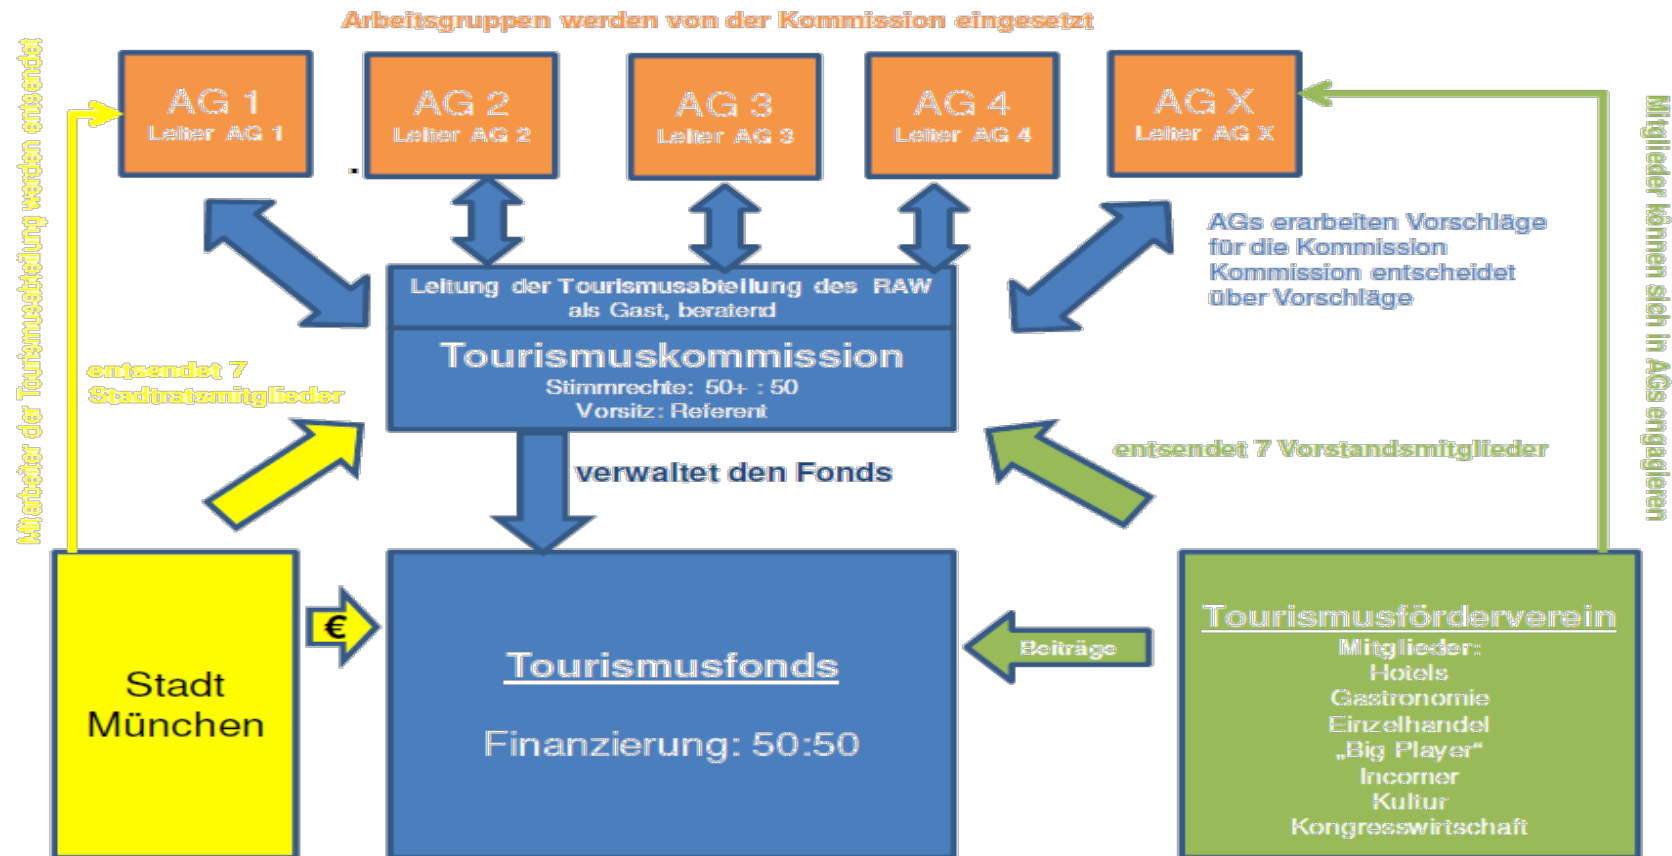 Arbeitsgruppen werden von der Kommission eingesetzt
Mitarbeiter der Tourismusabteilung werden entsendet
AG 1
Leiter AG 1
.
AG 2
Leiter AG 2
AG 3
Leiter AG 3
AG 4
Leiter AG 4
AG X
Leiter AG X
Mitglieder können sich in AGs engagieren
AGs erarbeiten Vorschläge
für die Kommission
Kommission entscheidet
über Vorschläge
Leitung der Tourismusabteilung des RAW
als Gast, beratend
Tourismuskommission
Stimmrechte: 50+ : 50
Vorsitz: Referent
entsendet 7
Stadtratsmitglieder
entsendet 7 Vorstandsmitglieder
verwaltet den Fonds
Stadt
München
€
Tourismusfonds
Finanzierung: 50:50
Beiträge
Tourismusförderverein
Mitglieder:
Hotels
Gastronomie
Einzelhandel
„Big Player“
Incomer
Kultur
Kongresswirtschaft